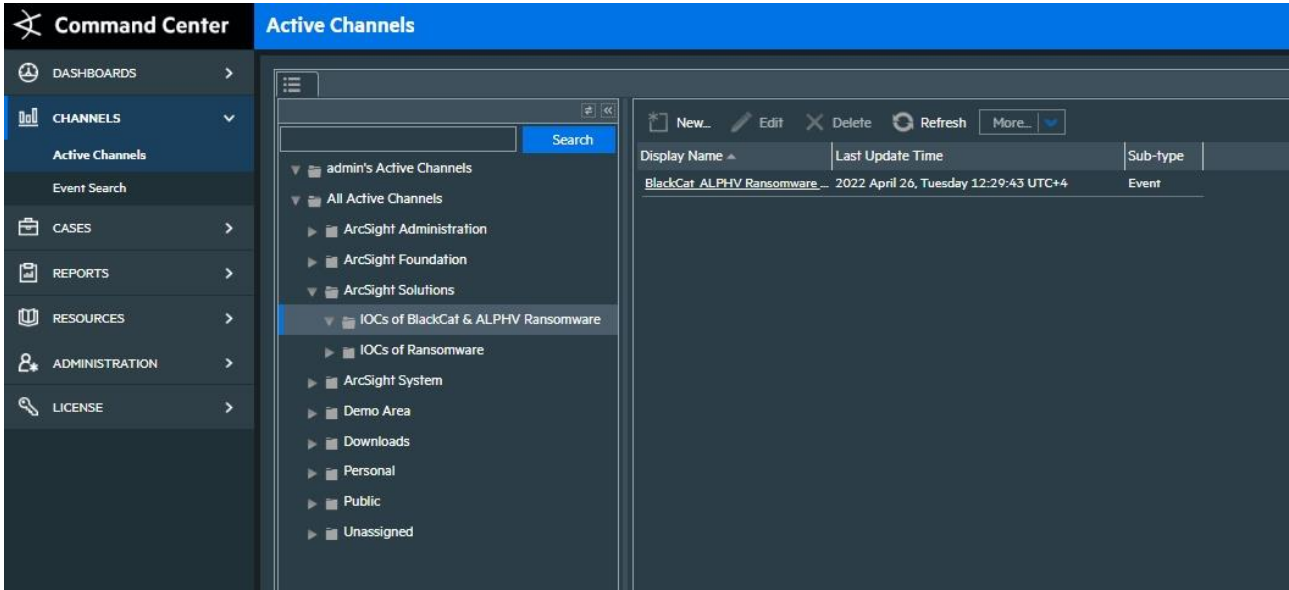 Command Center
Active Channels
DASHBOARDS
CHANNELS
Active Channels
Event Search
CASES
REPORTS
RESOURCES
ADMINISTRATION
LICENSE
Search
admin's Active Channels
All Active Channels
ArcSight Administration
ArcSight Foundation
ArcSight Solutions
IOCs of BlackCat & ALPHV Ransomware
IOCs of Ransomware
ArcSight System
Demo Area
Downloads
Personal
Public
Unassigned
New... Edit Delete Refresh More...
Display Name Last Update Time Sub-type
BlackCat ALPHV Ransomware ... 2022 April 26, Tuesday 12:29:43 UTC+4 Event